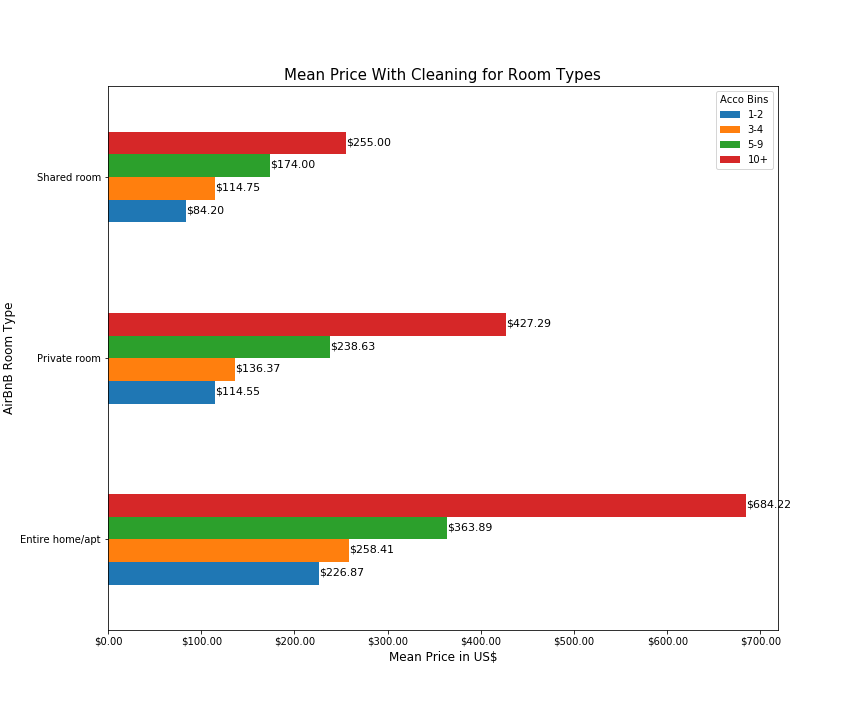 Mean Price With Cleaning for Room Types
Acco Bins
1-2
3-4
5-9
10+
AirBnB Room Type
Shared room
$255.00
$174.00
$114.75
$84.20
Private room
$427.29
$238.63
$136.37
$114.55
Entire home/apt
$684.22
$363.89
$258.41
$226.87
$0.00 $100.00 $200.00 $300.00 $400.00 $500.00 $600.00 $700.00
Mean Price in US$